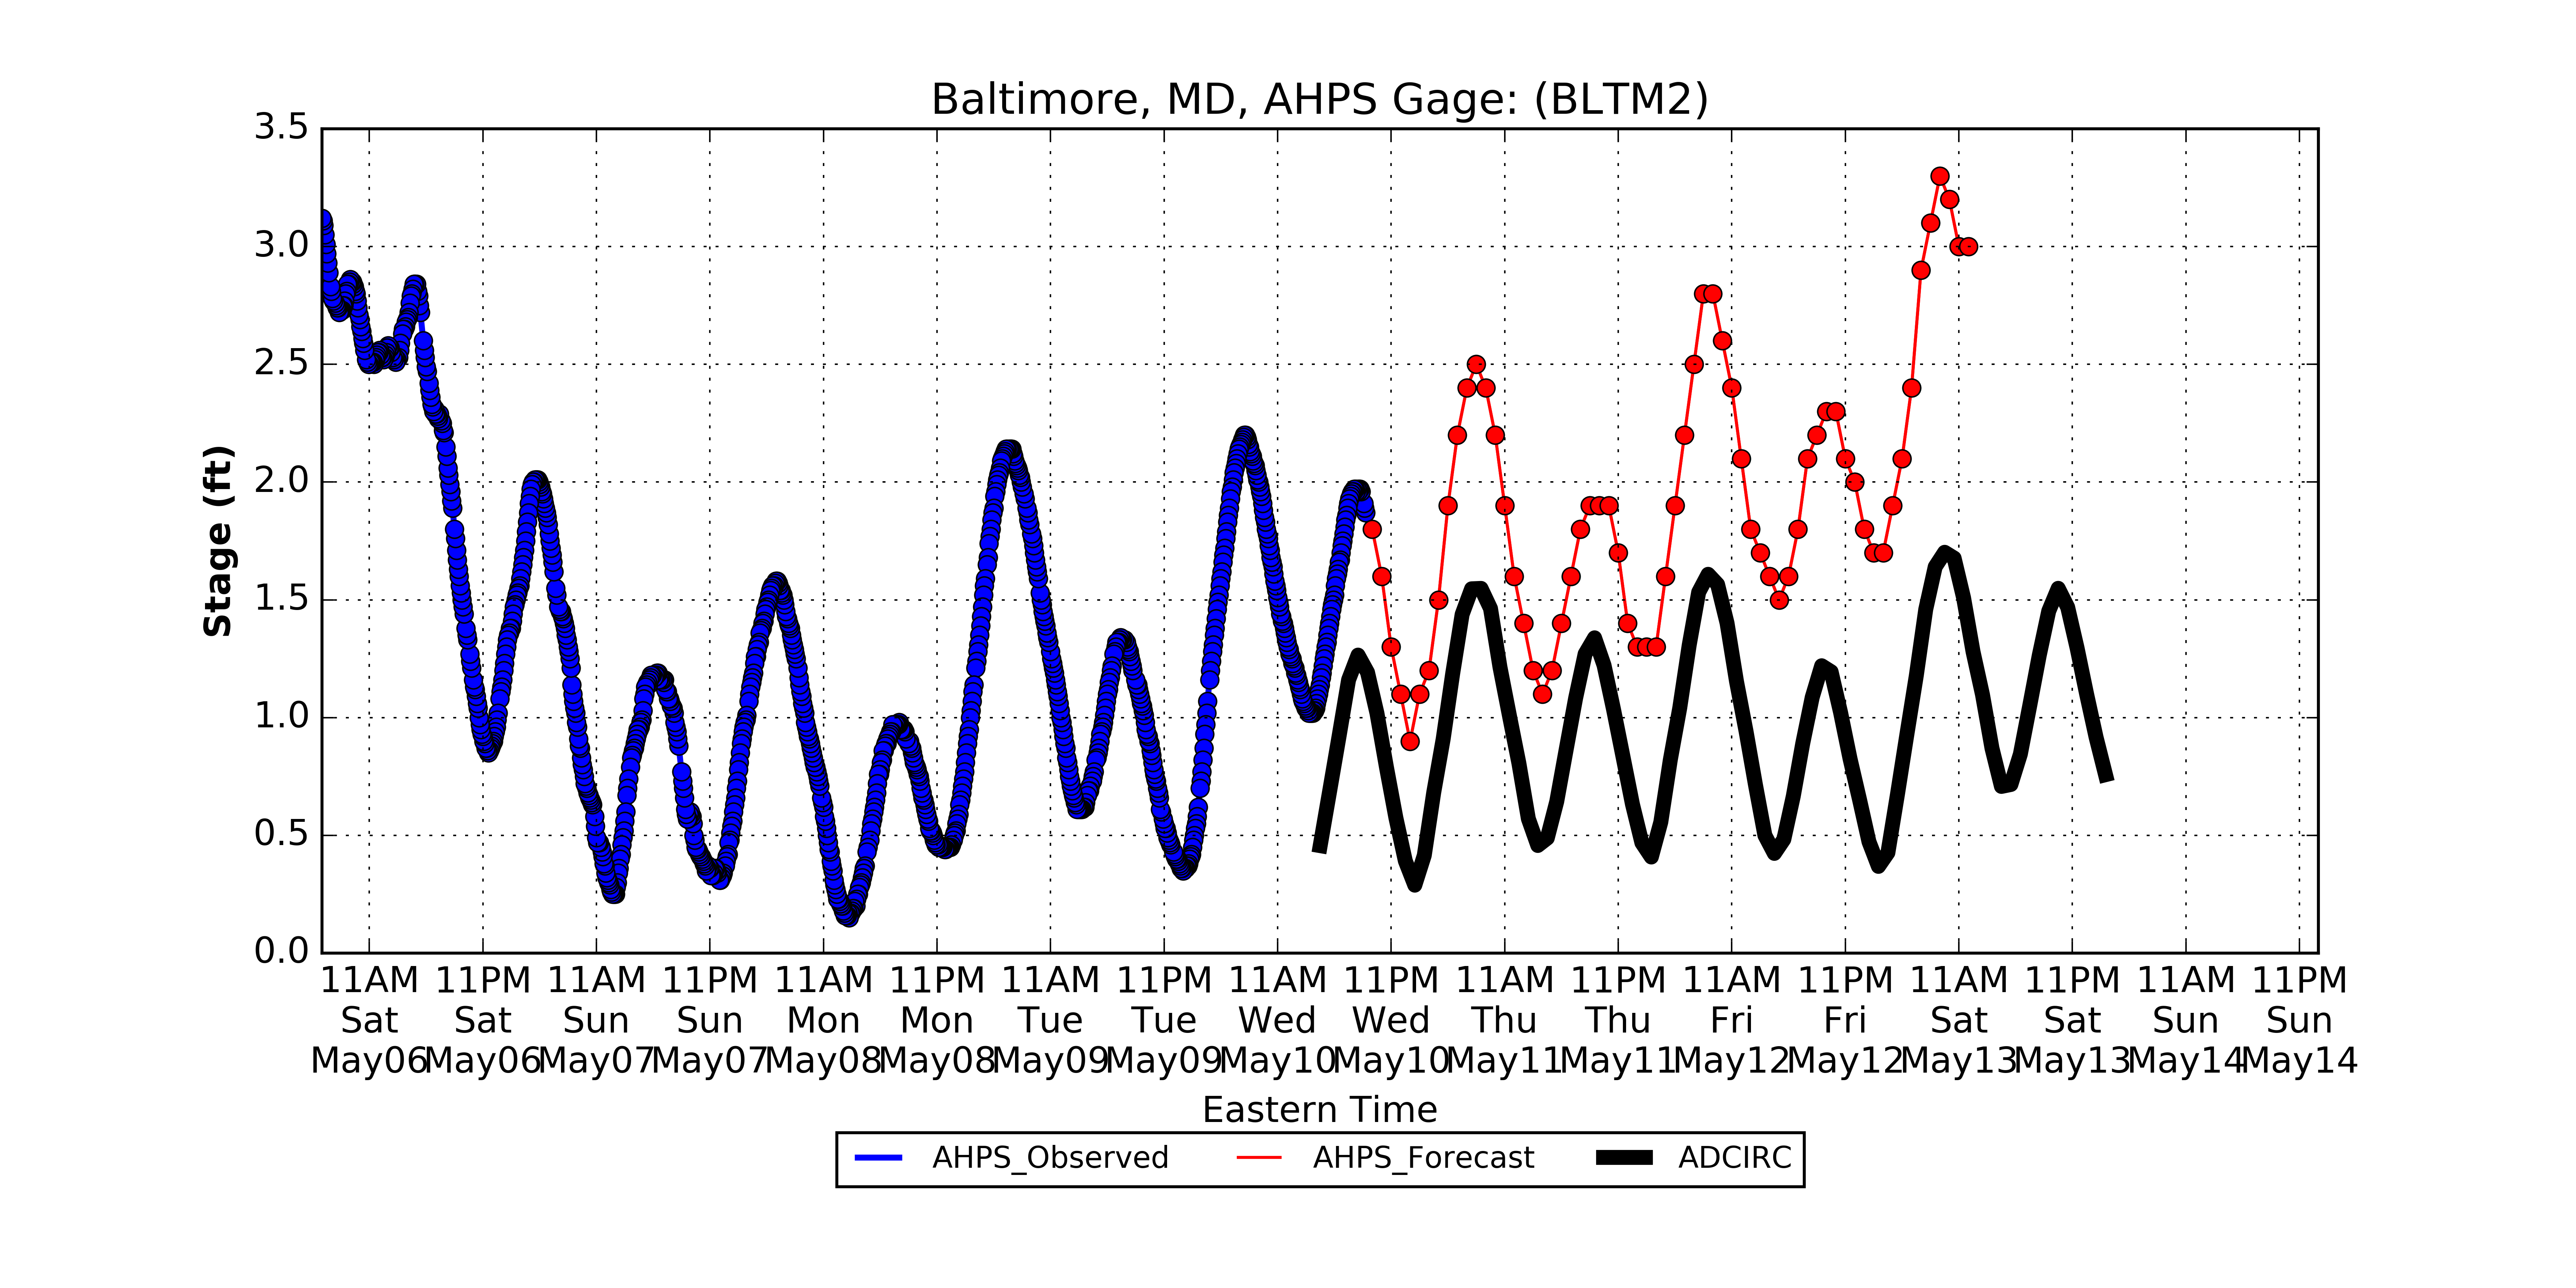 Baltimore, MD, AHPS Gage: (BLTM2)
3.5
3.0
2.5
2.0
1.5
1.0
0.5
0.0
Stage (ft)
11AM 11PM 11AM 11PM 11AM 11PM 11AM 11PM 11AM 11PM 11AM 11PM 11AM 11PM 11AM 11PM 11AM 11PM
Sat Sat Sun Sun Mon Mon Tue Tue Wed Wed Thu Thu Fri Fri Sat Sat Sun Sun
May06 May06 May07 May07 May08 May08 May09 May09 May10 May10 May11 May11 May12 May12 May13 May13 May14 May14
Eastern Time
AHPS_Observed AHPS_Forecast ADCIRC